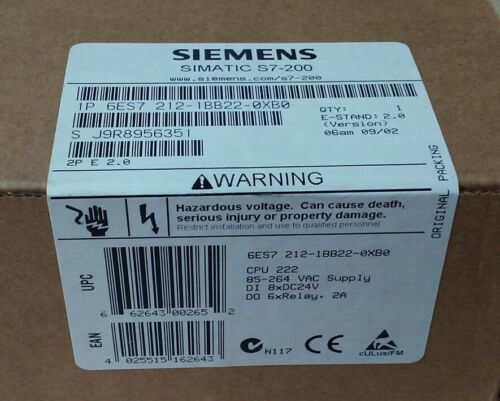 SIEMENS
SIMATIC S7-200
www.siemens.com/s7-200
1P 6ES7 212-1BB22-0XB0
QTY: 1
S J9R8956351
E-STAND: 2.0
(Version)
06am 09/02
2P E 2.0
ORIGINAL PACKING
WARNING
Hazardous voltage. Can cause death,
serious injury or property damage.
Restrict installation and use to qualified personnel
UPC
6 62643 00265 2
EAN
4 025515 162643
6ES7 212-1BB22-0XB0
CPU 222
85-264 VAC Supply
DI 8xDC24V
DO 6xRelay, 2A
N117
CE
cULus/FM